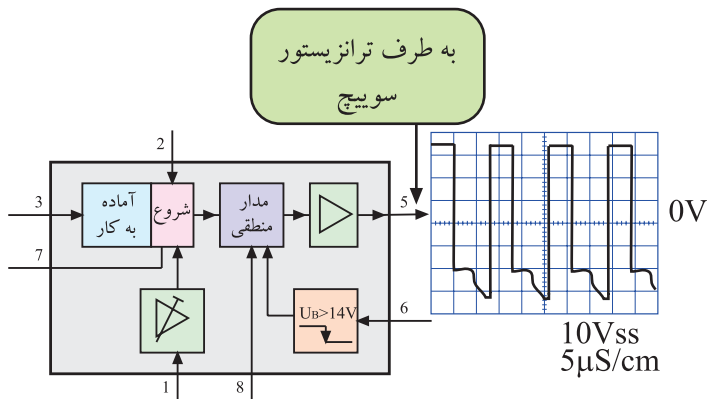 به طرف ترانزیستور
سوییچ
2
3
آماده
به کار
شروع
مدار
منطقی
5
0V
7
UB>14V
6
10Vss
5µS/cm
1
8